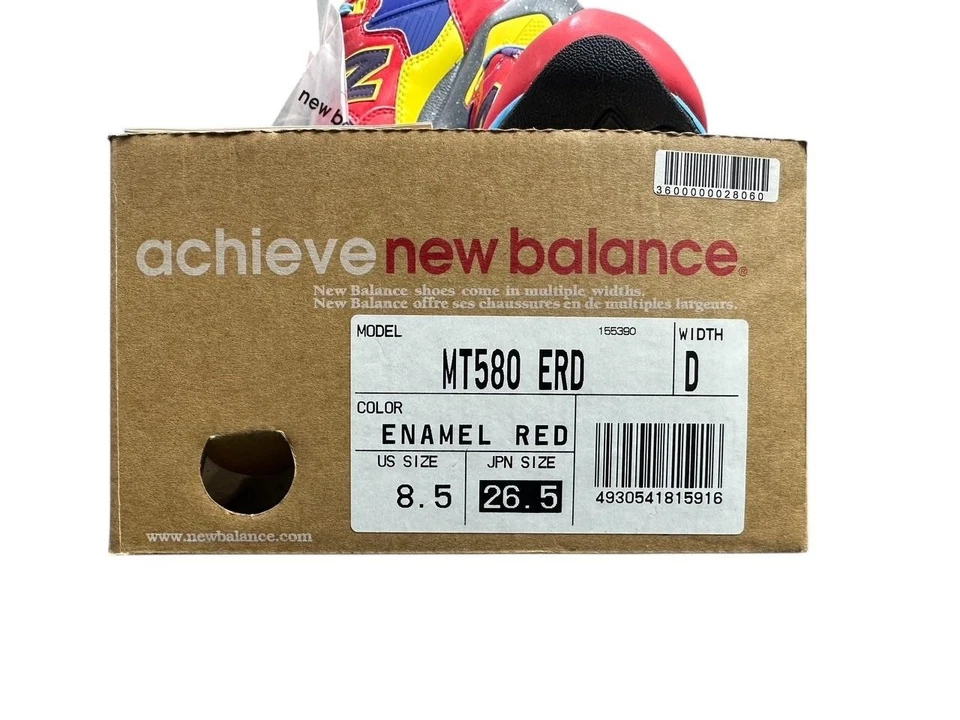 new b
3600000028060
achieve new balance®
New Balance shoes come in multiple widths.
New Balance offre ses chaussures en de multiples largeurs.
MODEL 155390 WIDTH
MT580 ERD D
COLOR
ENAMEL RED
US SIZE JPN SIZE
8.5 26.5
4930541815916
www.newbalance.com